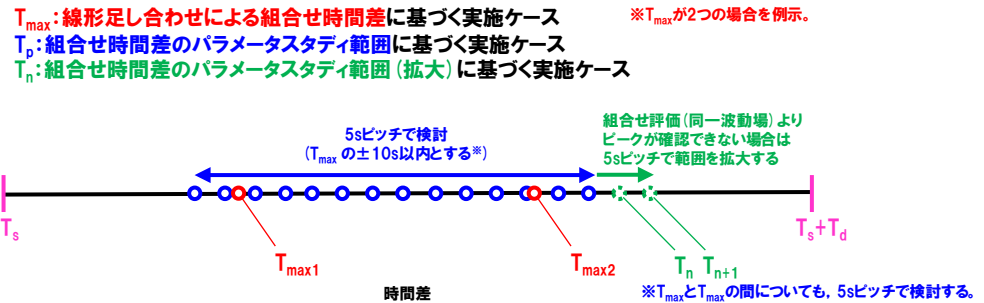 Tmax：線形足し合わせによる組合せ時間差に基づく実施ケース
※Tmaxが2つの場合を例示。
Tp：組合せ時間差のパラメータスタディ範囲に基づく実施ケース
Tn：組合せ時間差のパラメータスタディ範囲（拡大）に基づく実施ケース
5sピッチで検討
（Tmax の±10s以内とする※）
組合せ評価（同一波動場）より
ピークが確認できない場合は
5sピッチで範囲を拡大する
Ts
Ts+Td
Tmax1
Tmax2
Tn
Tn+1
時間差
※TmaxとTmaxの間についても，5sピッチで検討する。